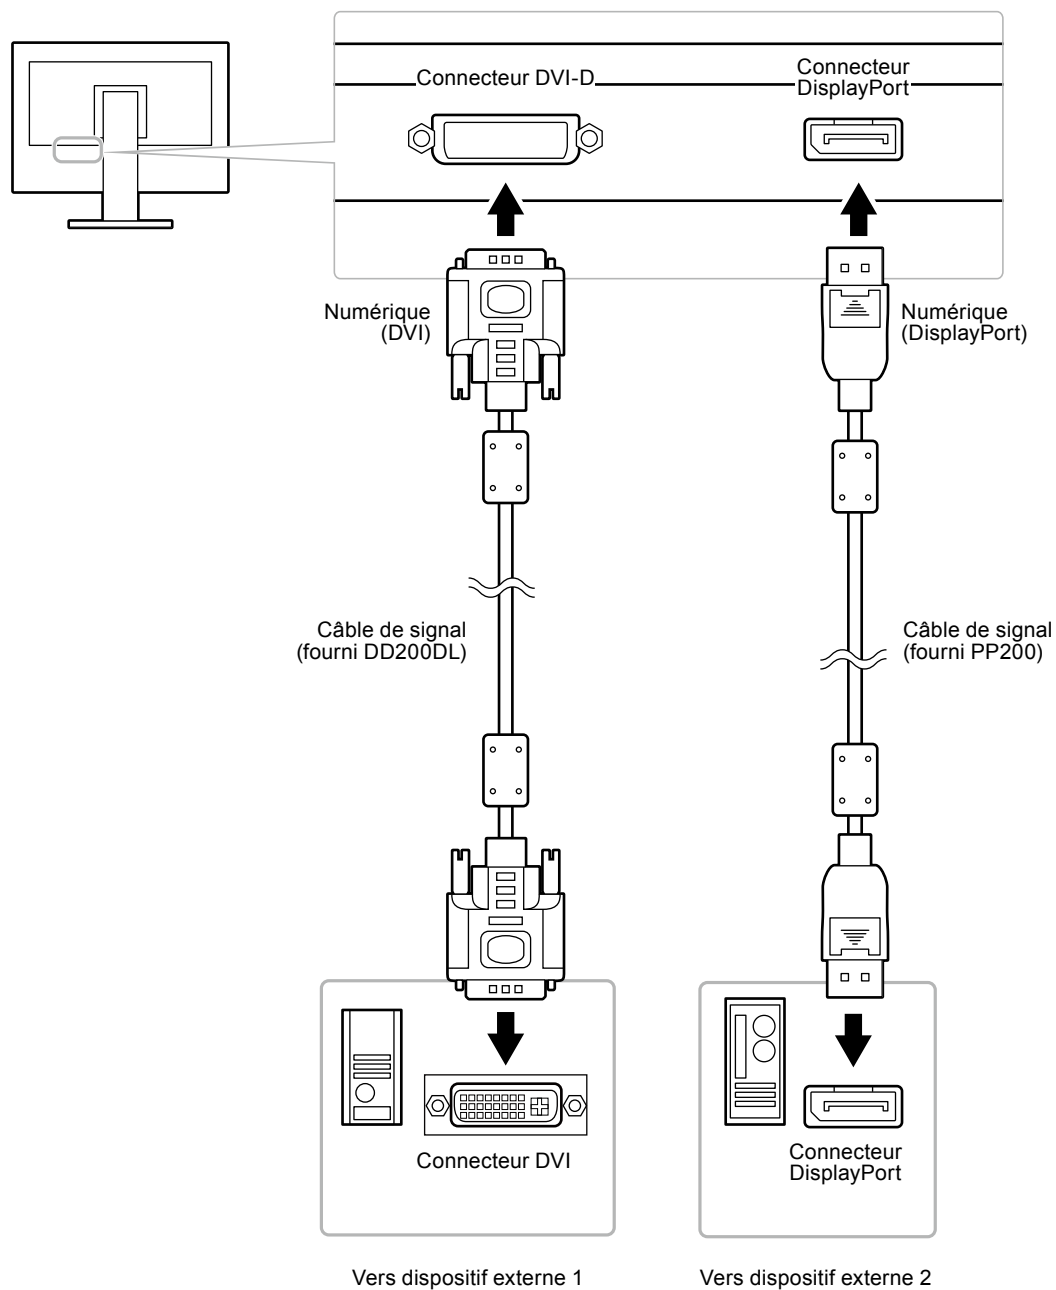 Connecteur DVI-D
Connecteur
DisplayPort
Numérique
(DVI)
Numérique
(DisplayPort)
Câble de signal
(fourni DD200DL)
Câble de signal
(fourni PP200)
Connecteur DVI
Connecteur
DisplayPort
Vers dispositif externe 1
Vers dispositif externe 2